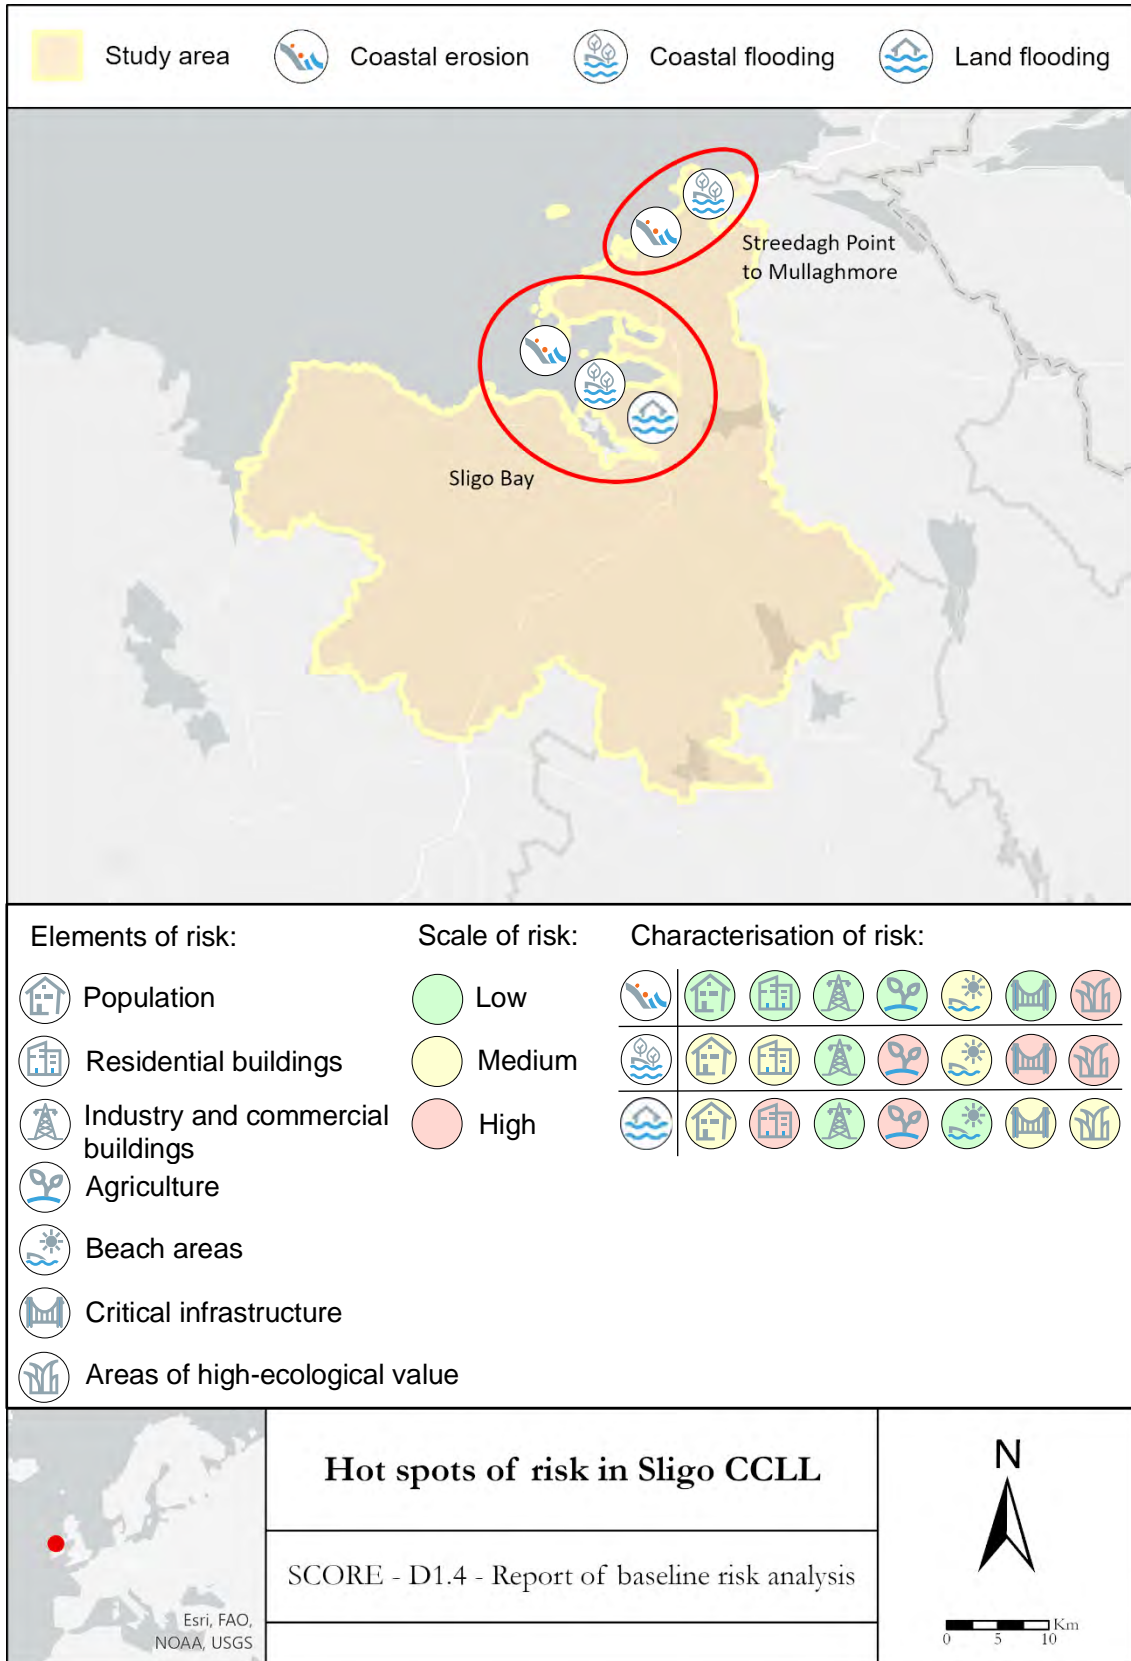 Study area
Coastal erosion
Coastal flooding
Land flooding
Streedagh Point
to Mullaghmore
Sligo Bay
Elements of risk:
Population
Residential buildings
Industry and commercial
buildings
Agriculture
Beach areas
Critical infrastructure
Areas of high-ecological value
Scale of risk:
Low
Medium
High
Characterisation of risk:
Esri, FAO,
NOAA, USGS
Hot spots of risk in Sligo CCLL
SCORE - D1.4 - Report of baseline risk analysis
N
Km
0 5 10